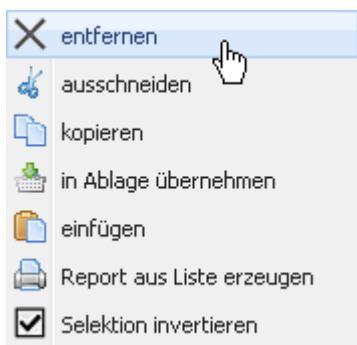 entfernen
ausschneiden
kopieren
in Ablage übernehmen
einfügen
Report aus Liste erzeugen
Selektion invertieren